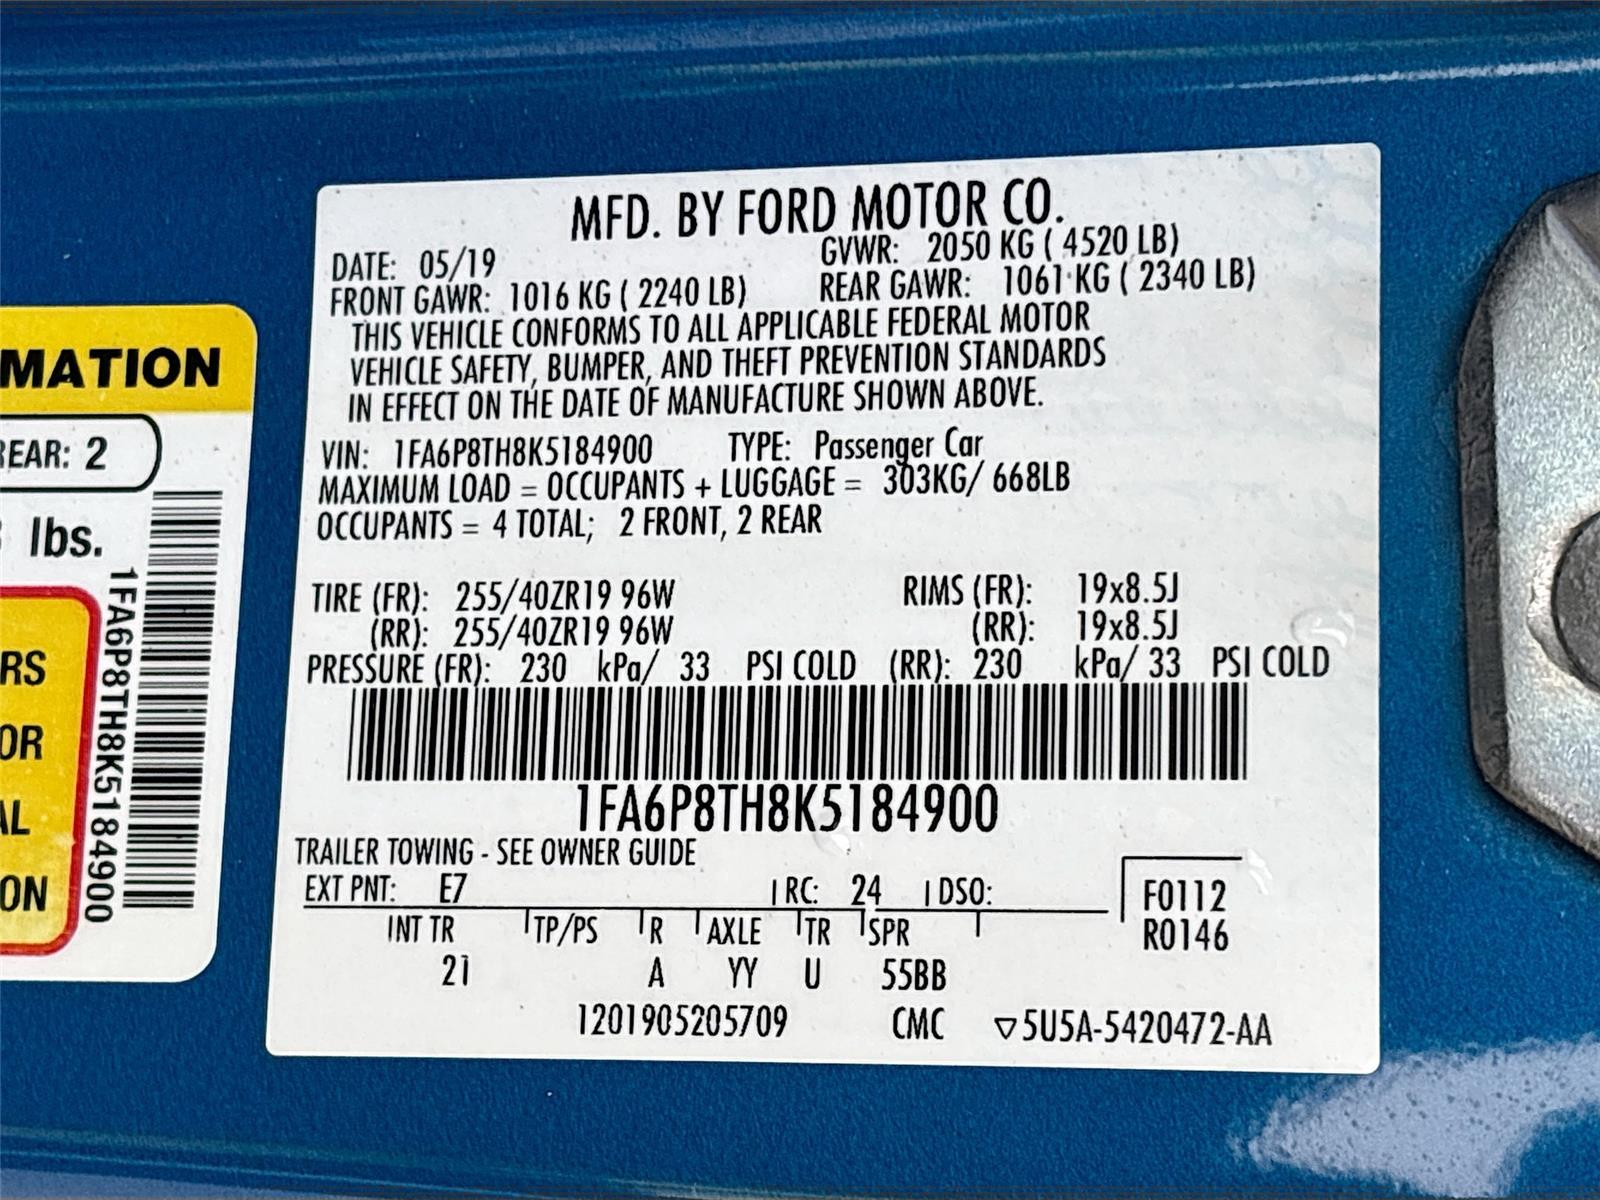 MFD. BY FORD MOTOR CO.
DATE: 05/19 GVWR: 2050 KG ( 4520 LB)
FRONT GAWR: 1016 KG ( 2240 LB) REAR GAWR: 1061 KG ( 2340 LB)
THIS VEHICLE CONFORMS TO ALL APPLICABLE FEDERAL MOTOR
VEHICLE SAFETY, BUMPER, AND THEFT PREVENTION STANDARDS
IN EFFECT ON THE DATE OF MANUFACTURE SHOWN ABOVE.
VIN: 1FA6P8TH8K5184900 TYPE: Passenger Car
MAXIMUM LOAD = OCCUPANTS + LUGGAGE = 303KG/ 668LB
OCCUPANTS = 4 TOTAL; 2 FRONT, 2 REAR
TIRE (FR): 255/40ZR19 96W RIMS (FR): 19x8.5J
(RR): 255/40ZR19 96W (RR): 19x8.5J
PRESSURE (FR): 230 kPa/ 33 PSI COLD (RR): 230 kPa/ 33 PSI COLD
1FA6P8TH8K5184900
TRAILER TOWING - SEE OWNER GUIDE
EXT PNT: E7 RC: 24 DSO:
F0112
R0146
INT TR TP/PS R AXLE TR SPR
21 A YY U 55BB
1201905205709 CMC ▽5U5A-5420472-AA
MATION
REAR: 2
lbs.
1FA6P8TH8K5184900
RS
OR
AL
ON